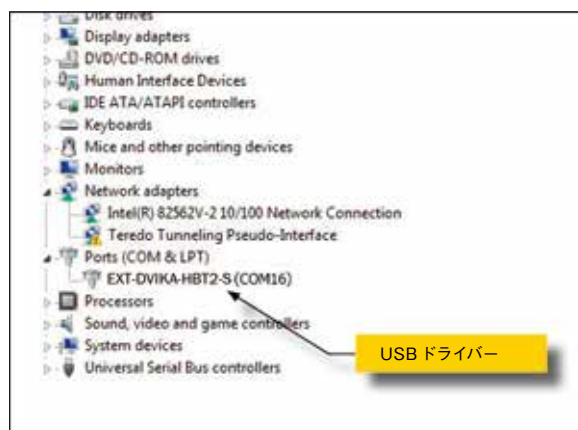 Disk drives
Display adapters
DVD/CD-ROM drives
Human Interface Devices
IDE ATA/ATAPI controllers
Keyboards
Mice and other pointing devices
Monitors
Network adapters
Intel(R) 82562V-2 10/100 Network Connection
Teredo Tunneling Pseudo-Interface
Ports (COM & LPT)
EXT-DVIKA-HBT2-S (COM16)
Processors
Sound, video and game controllers
System devices
USB ドライバー
Universal Serial Bus controllers